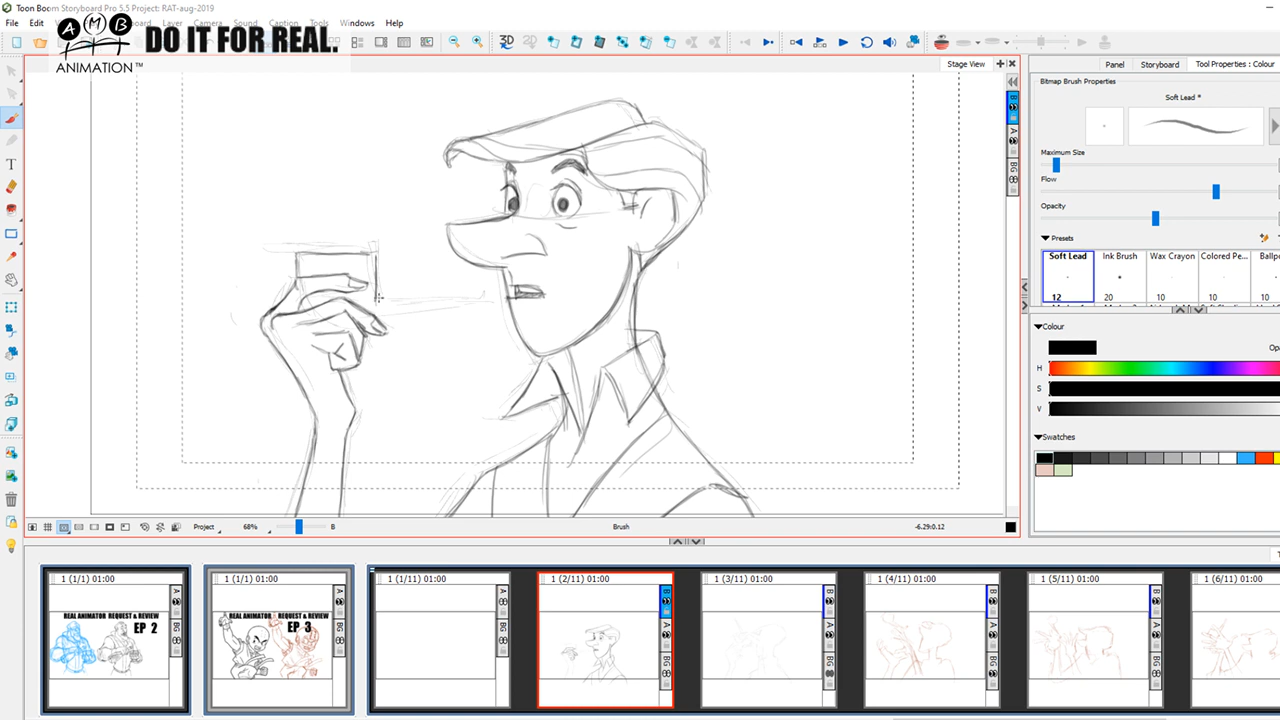 Toon Boom Storyboard Pro 5.5 Project: RAT-aug-2019
File Edit Layer Camera Sound Caption Tools Windows Help
AMB
ANIMATION™
DO IT FOR REAL.
3D
Stage View
Panel Storyboard Tool Properties : Colour
Bitmap Brush Properties
Soft Lead *
Maximum Size
Flow
Opacity
Presets
Soft Lead Ink Brush Wax Crayon Colored Pe... Ballpo
12 20 10 10 10
Colour
Opa
H
S
V
Swatches
B
A
BG
T
Project 68% B Brush -6.29:0.12
1 (1/1) 01:00 1 (1/1) 01:00 1 (1/11) 01:00 1 (2/11) 01:00 1 (3/11) 01:00 1 (4/11) 01:00 1 (5/11) 01:00 1 (6/11) 01:00
REAL ANIMATOR REQUEST & REVIEW
EP 2
REAL ANIMATOR REQUEST & REVIEW
EP 3